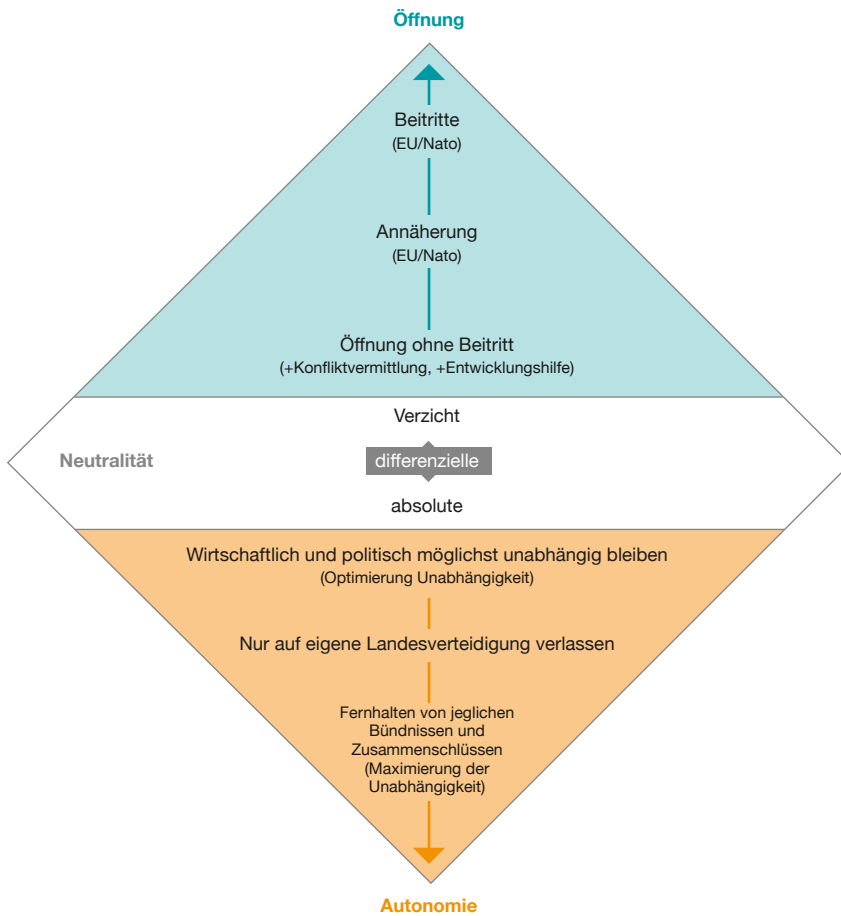 Öffnung
Beitritte
(EU/Nato)
Annäherung
(EU/Nato)
Öffnung ohne Beitritt
(+Konfliktvermittlung, +Entwicklungshilfe)
Verzicht
Neutralität
differenzielle
absolute
Wirtschaftlich und politisch möglichst unabhängig bleiben
(Optimierung Unabhängigkeit)
Nur auf eigene Landesverteidigung verlassen
Fernhalten von jeglichen
Bündnissen und
Zusammenschlüssen
(Maximierung der
Unabhängigkeit)
Autonomie